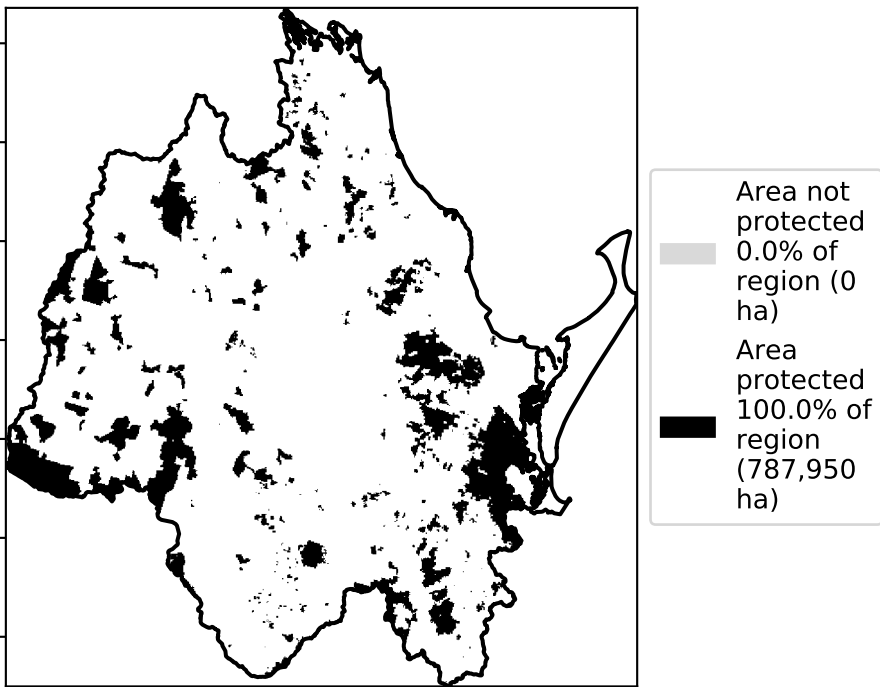 Area not
protected
0.0% of
region (0
ha)
Area
protected
100.0% of
region
(787,950
ha)